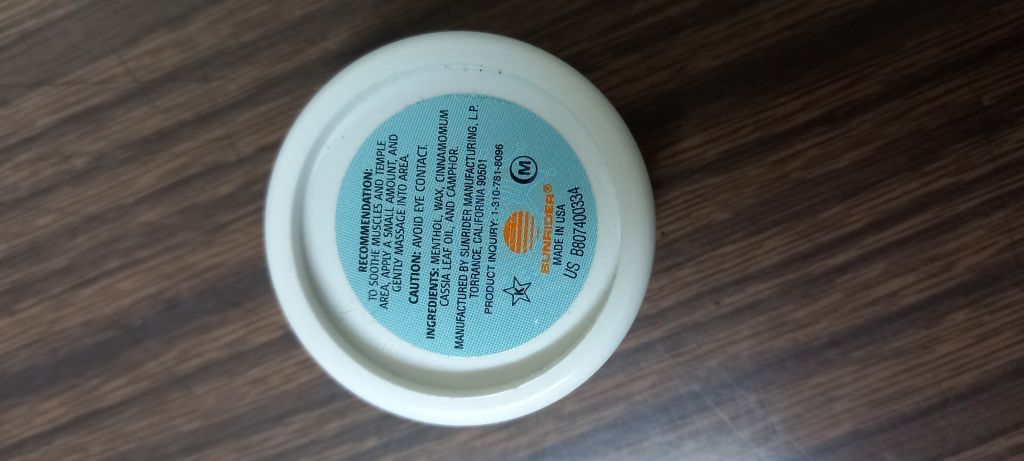 RECOMMENDATION:
TO SOOTHE MUSCLES AND TEMPLE
AREA, APPLY A SMALL AMOUNT, AND
GENTLY MASSAGE INTO AREA.
CAUTION: AVOID EYE CONTACT.
INGREDIENTS: MENTHOL, WAX, CINNAMOMUM
CASSIA LEAF OIL, AND CAMPHOR.
MANUFACTURED BY SUNRIDER MANUFACTURING, L.P.
TORRANCE, CALIFORNIA 90501
PRODUCT INQUIRY: 1-310-781-8096
M
SUNRIDER®
MADE IN USA
US B807400334